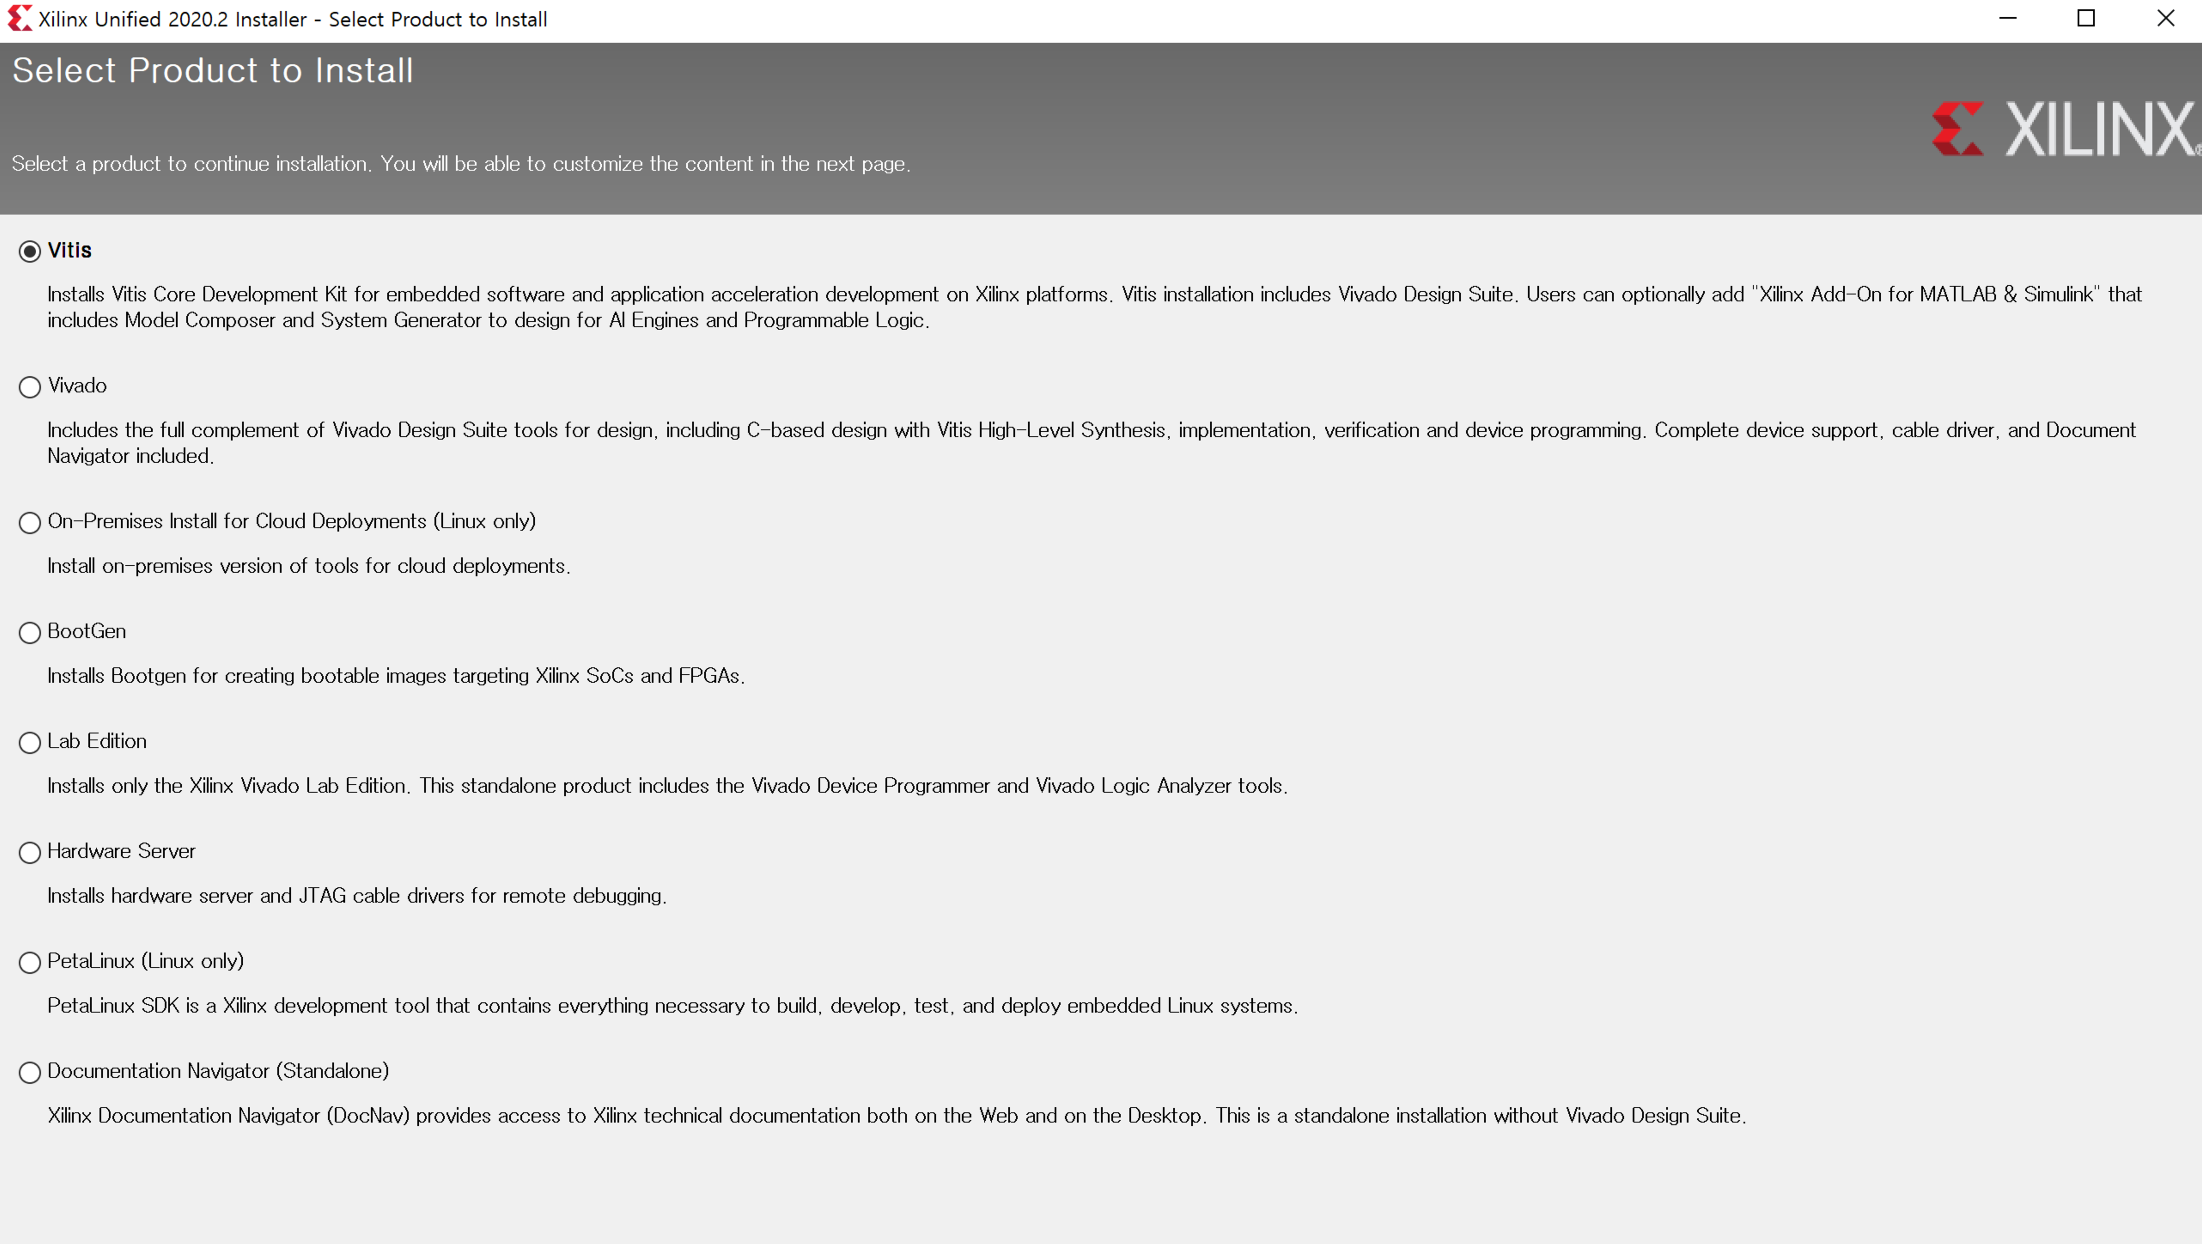 Xilinx Unified 2020.2 Installer - Select Product to Install
Select Product to Install
XILINX®
Select a product to continue installation. You will be able to customize the content in the next page.
Vitis
Installs Vitis Core Development Kit for embedded software and application acceleration development on Xilinx platforms. Vitis installation includes Vivado Design Suite. Users can optionally add "Xilinx Add-On for MATLAB & Simulink" that
includes Model Composer and System Generator to design for AI Engines and Programmable Logic.
Vivado
Includes the full complement of Vivado Design Suite tools for design, including C-based design with Vitis High-Level Synthesis, implementation, verification and device programming. Complete device support, cable driver, and Document
Navigator included.
On-Premises Install for Cloud Deployments (Linux only)
Install on-premises version of tools for cloud deployments.
BootGen
Installs Bootgen for creating bootable images targeting Xilinx SoCs and FPGAs.
Lab Edition
Installs only the Xilinx Vivado Lab Edition. This standalone product includes the Vivado Device Programmer and Vivado Logic Analyzer tools.
Hardware Server
Installs hardware server and JTAG cable drivers for remote debugging.
PetaLinux (Linux only)
PetaLinux SDK is a Xilinx development tool that contains everything necessary to build, develop, test, and deploy embedded Linux systems.
Documentation Navigator (Standalone)
Xilinx Documentation Navigator (DocNav) provides access to Xilinx technical documentation both on the Web and on the Desktop. This is a standalone installation without Vivado Design Suite.